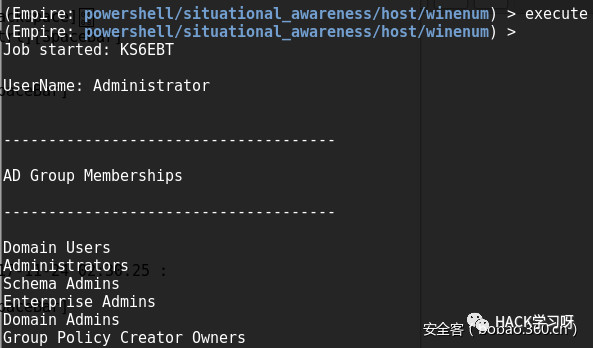 (Empire: powershell/situational_awareness/host/winenum) > execute
(Empire: powershell/situational_awareness/host/winenum) >
Job started: KS6EBT
UserName: Administrator
-------------------------------------
AD Group Memberships
-------------------------------------
Domain Users
Administrators
Schema Admins
Enterprise Admins
Domain Admins
Group Policy Creator Owners
HACK学习呀
安全客 ( bobao.360.cn )